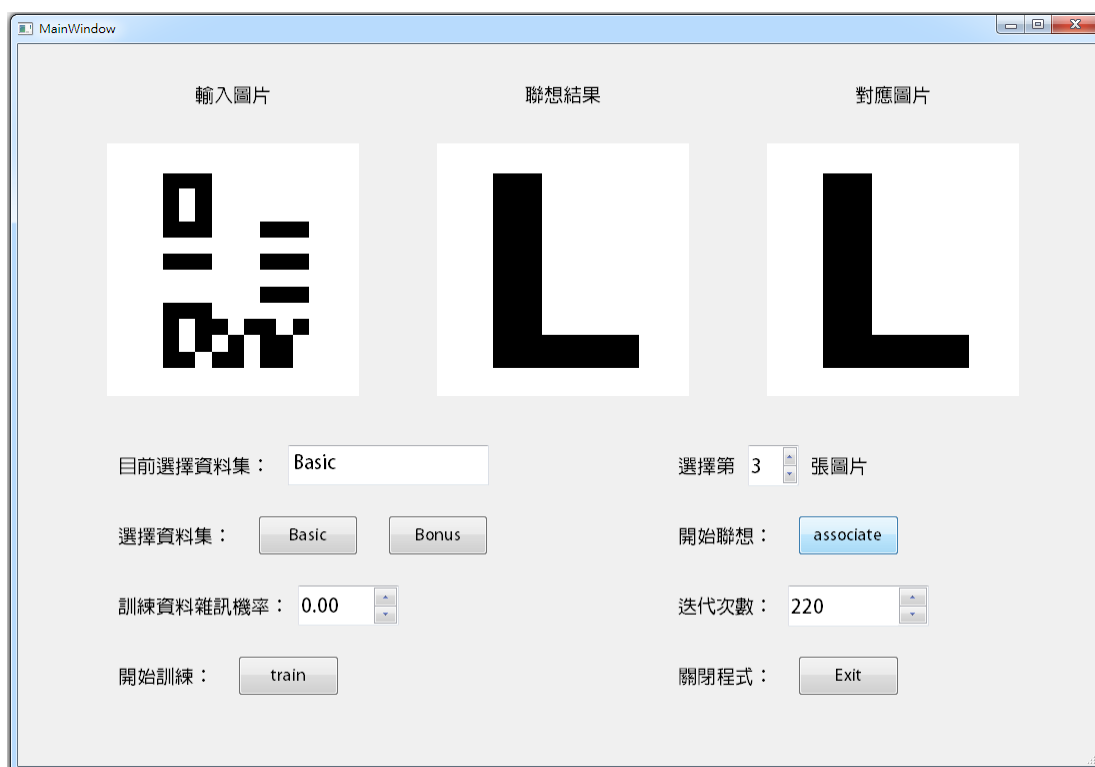 MainWindow
輸入圖片 聯想結果 對應圖片
L L
目前選擇資料集： Basic 選擇第 3 張圖片
選擇資料集： Basic Bonus 開始聯想： associate
訓練資料雜訊機率： 0.00 迭代次數： 220
開始訓練： train 關閉程式： Exit